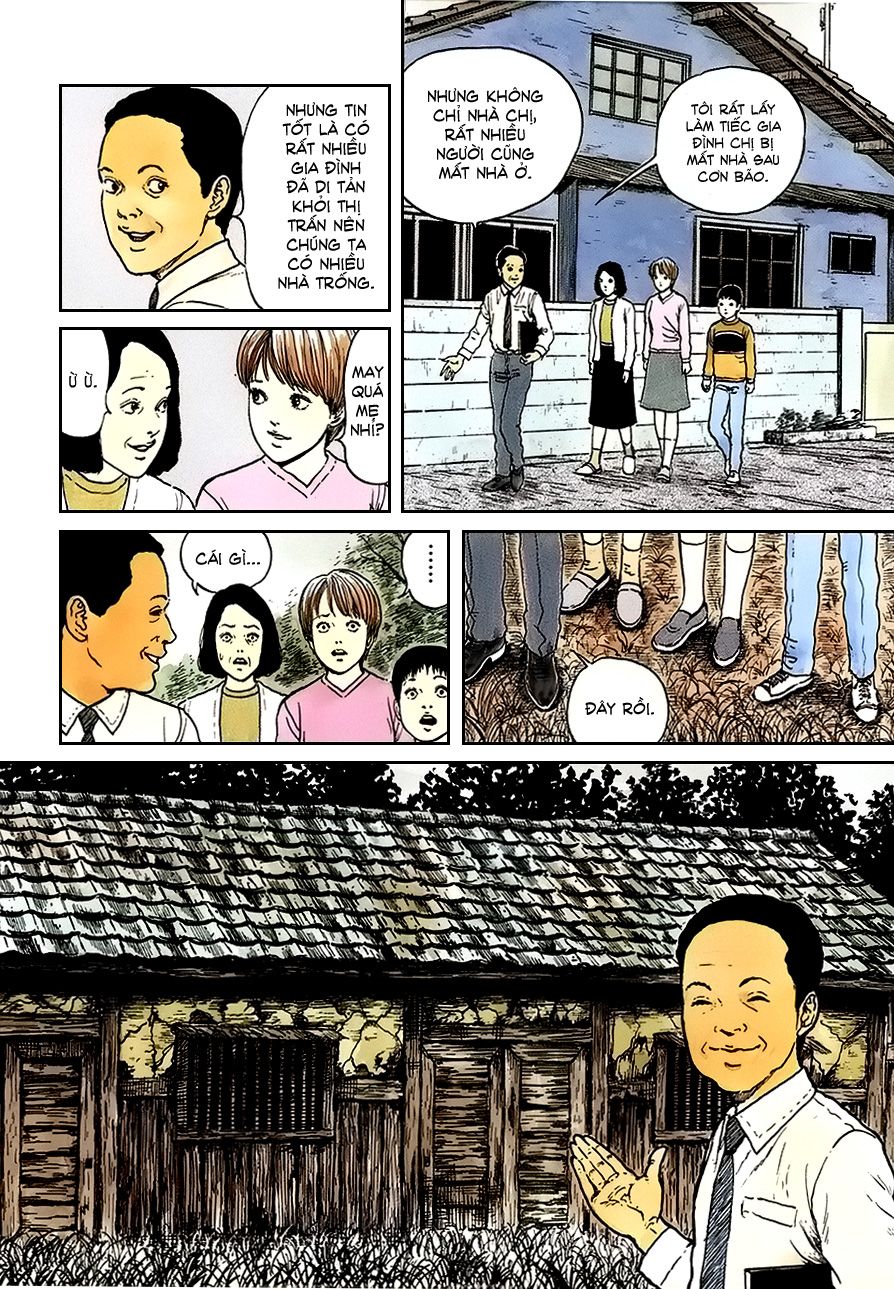 TÔI RẤT LẤY
LÀM TIẾC GIA
ĐÌNH CHỊ BỊ
MẤT NHÀ SAU
CƠN BÃO.
NHƯNG KHÔNG
CHỈ NHÀ CHỊ,
RẤT NHIỀU
NGƯỜI CŨNG
MẤT NHÀ Ở.
NHƯNG TIN
TỐT LÀ CÓ
RẤT NHIỀU
GIA ĐÌNH
ĐÃ DI TẢN
KHỎI THỊ
TRẤN NÊN
CHÚNG TA
CÓ NHIỀU
NHÀ TRỐNG.
MAY
QUÁ
MẸ
NHỈ?
Ừ Ừ.
ĐÂY RỒI.
......
CÁI GÌ...